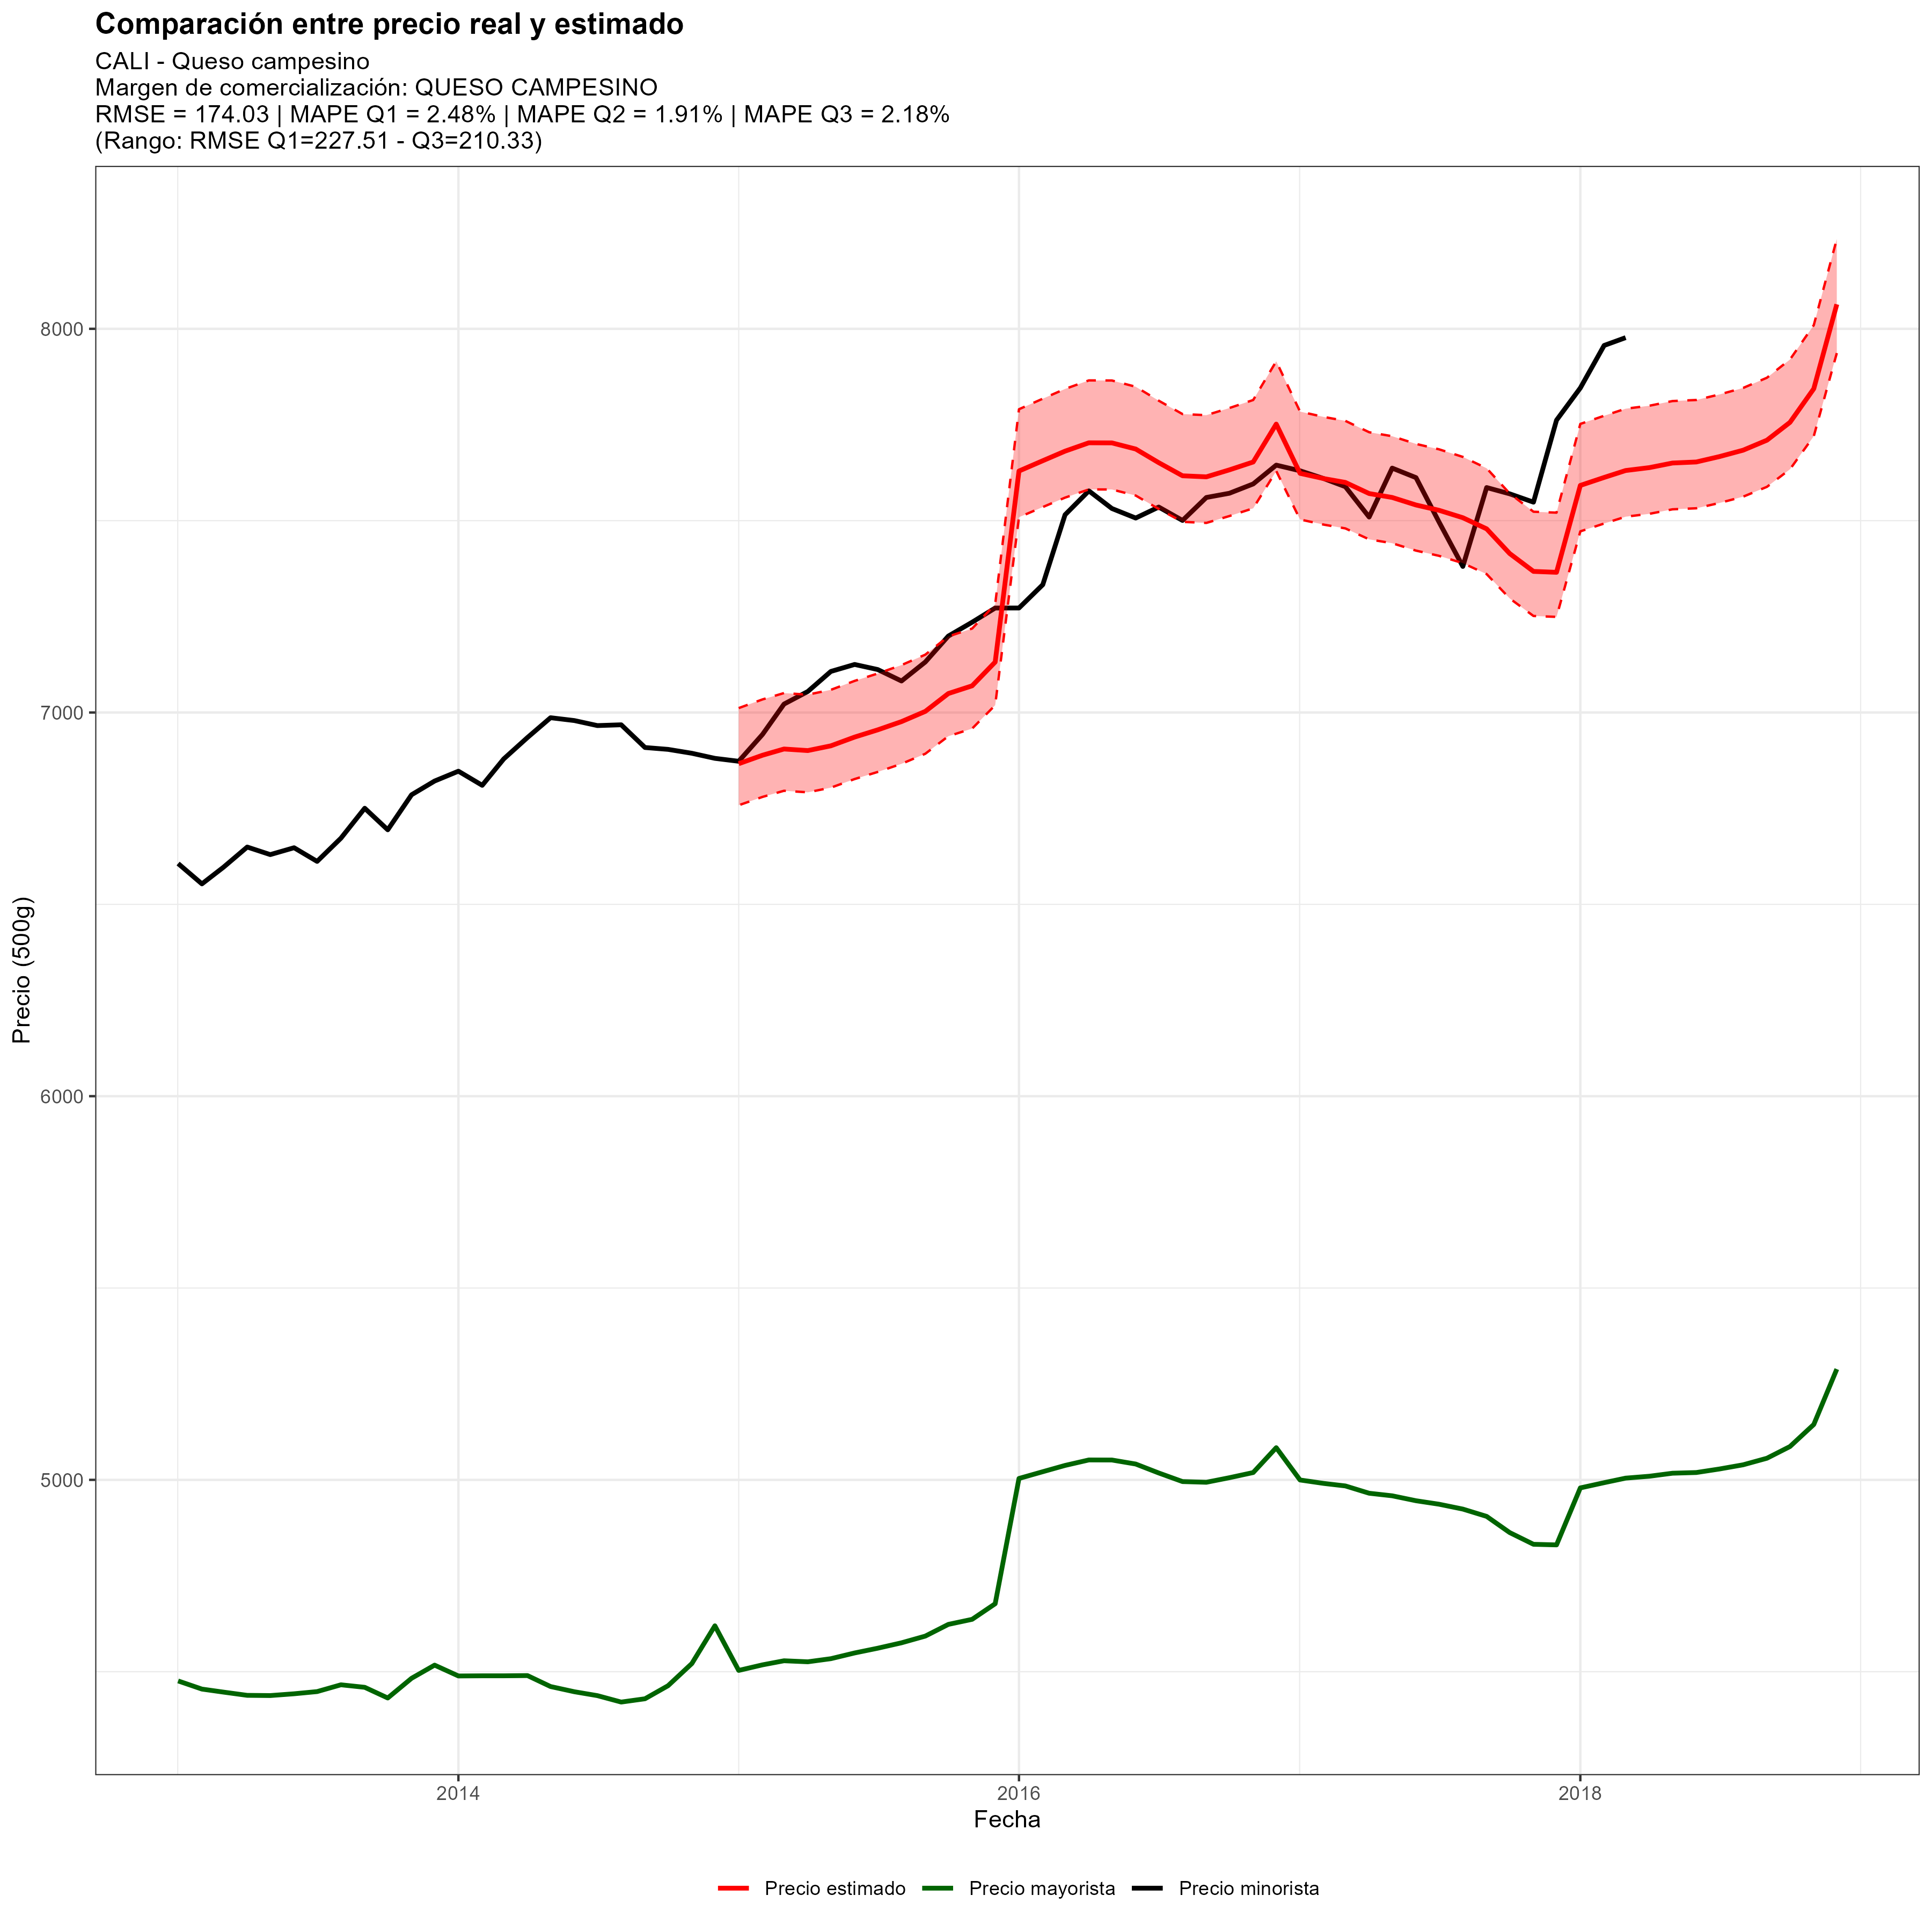 Comparación entre precio real y estimado
CALI - Queso campesino
Margen de comercialización: QUESO CAMPESINO
RMSE = 174.03 | MAPE Q1 = 2.48% | MAPE Q2 = 1.91% | MAPE Q3 = 2.18%
(Rango: RMSE Q1=227.51 - Q3=210.33)
Precio (500g)
8000
7000
6000
5000
2014
2016
2018
Fecha
Precio estimado
Precio mayorista
Precio minorista